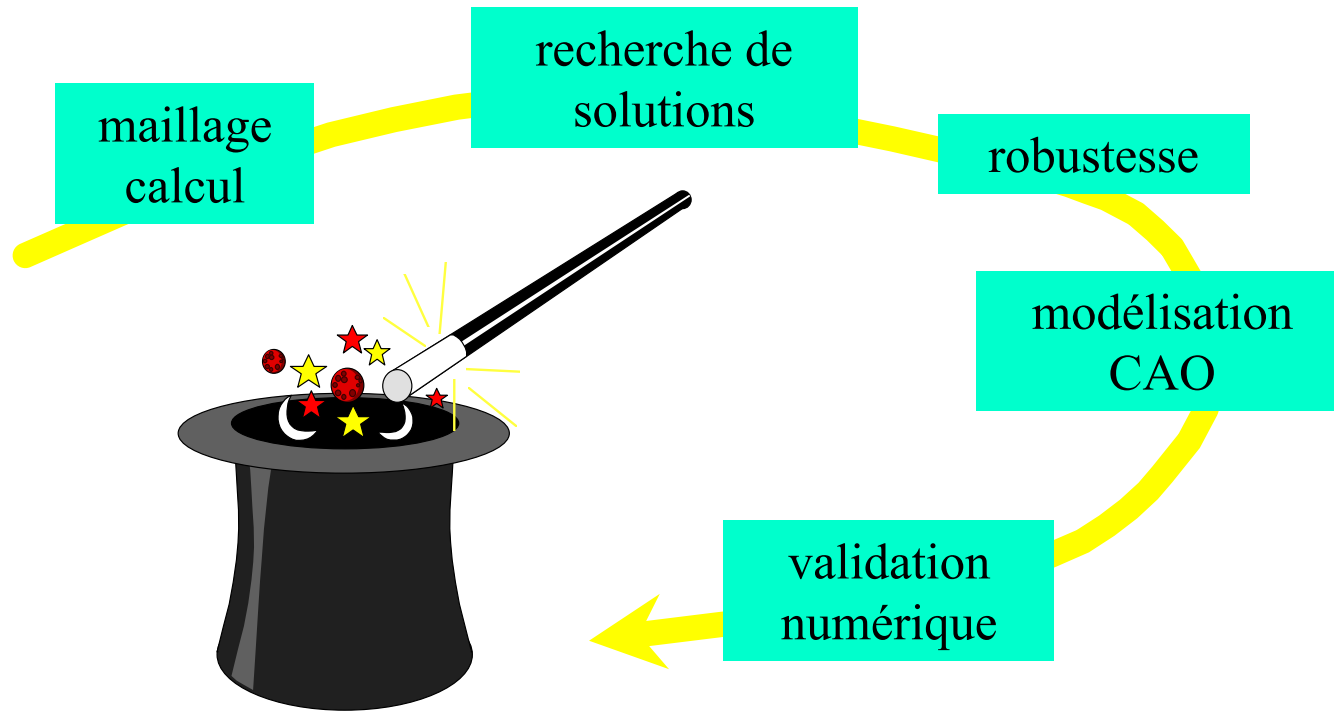 maillage
calcul
recherche de
solutions
robustesse
modélisation
CAO
validation
numérique